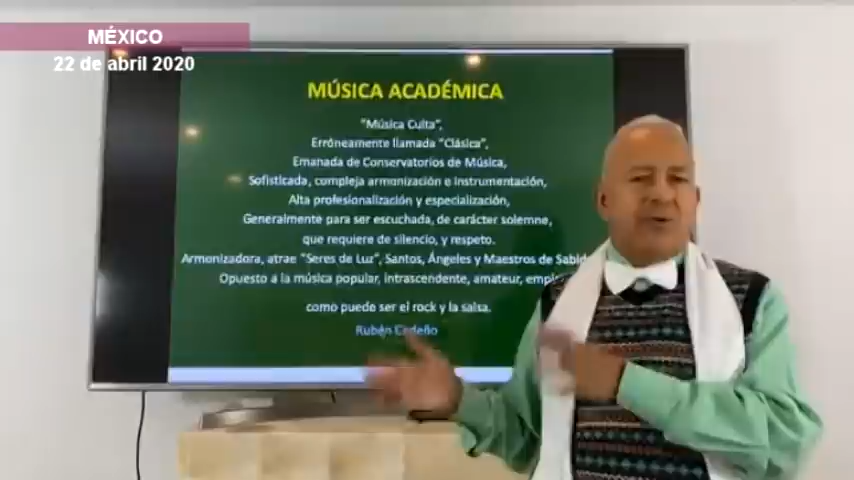 MÉXICO
22 de abril 2020
MÚSICA ACADÉMICA
"Música Culta",
Erróneamente llamada "Clásica",
Emanada de Conservatorios de Música,
Sofisticada, compleja armonización e instrumentación,
Alta profesionalización y especialización,
Generalmente para ser escuchada, de carácter solemne,
que requiere de silencio, y respeto.
Armonizadora, atrae "Seres de Luz", Santos, Ángeles y Maestros de
Opuesto a la música popular, intrascendente, amateur,
como puede ser el rock y la salsa.
Rubén Cedeño